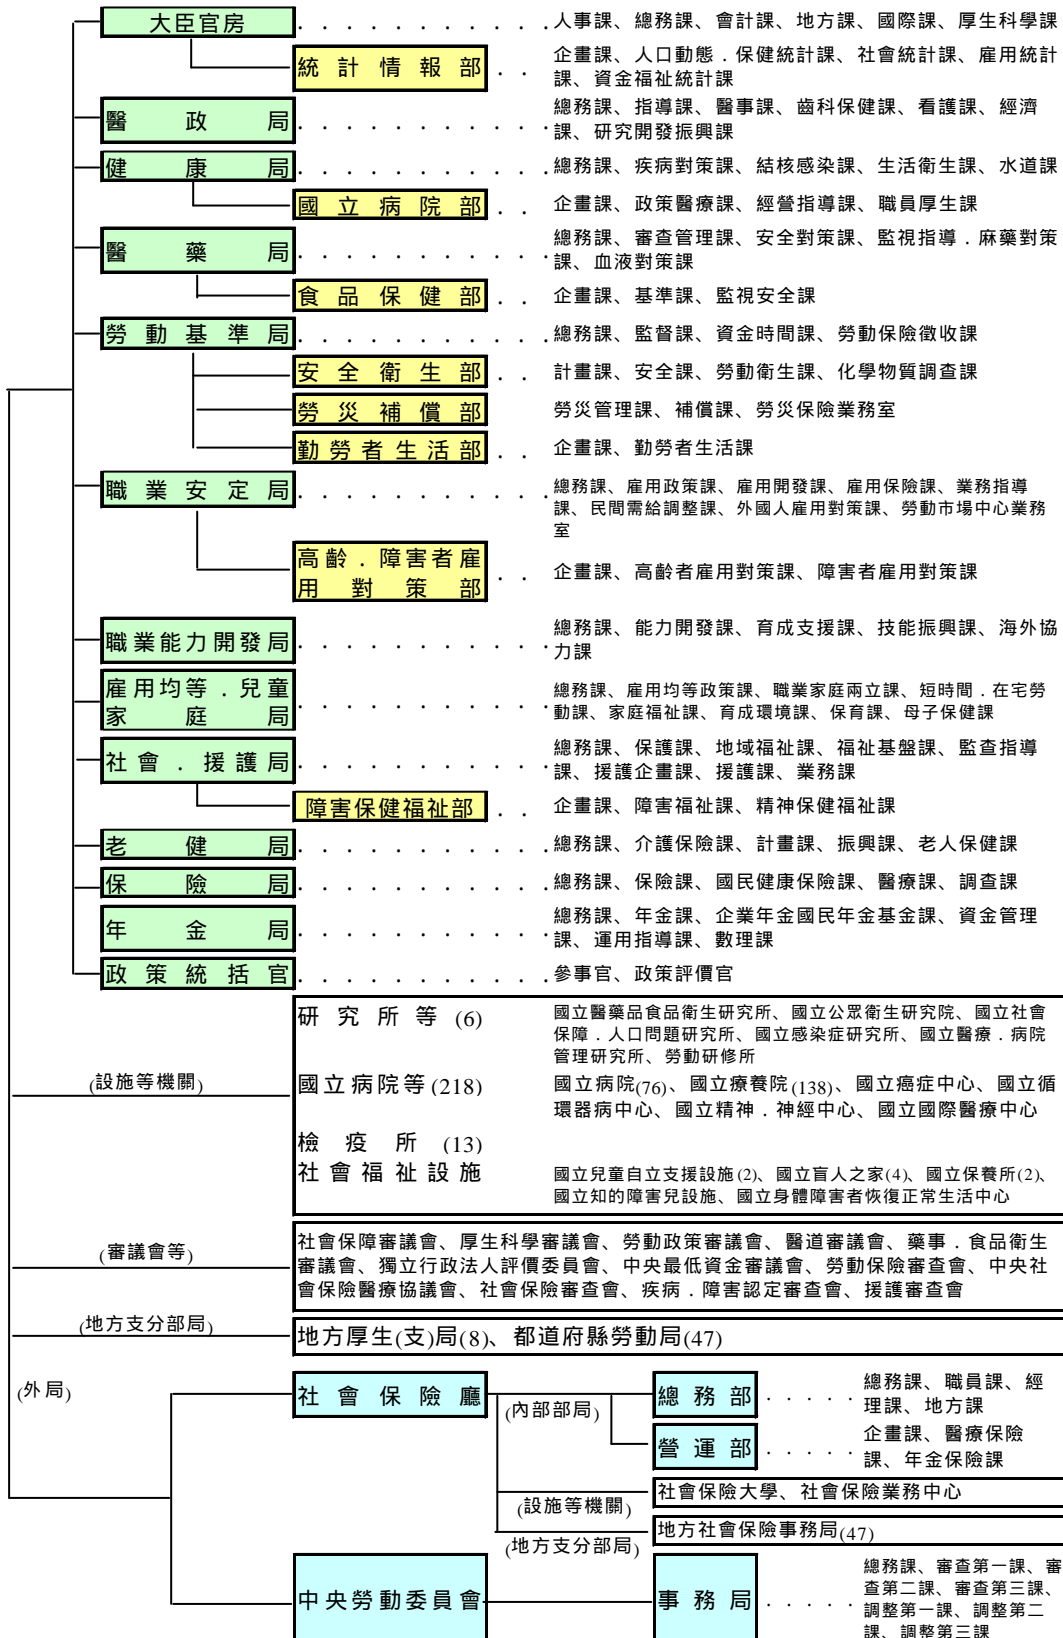 大臣官房 . . . . . . . . . . . . 人事課、總務課、會計課、地方課、國際課、厚生科學課
統計情報部 . . 企畫課、人口動態．保健統計課、社會統計課、雇用統計
課、資金福祉統計課
醫政局 . . . . . . . . . . . . 總務課、指導課、醫事課、齒科保健課、看護課、經濟
課、研究開發振興課
健康局 . . . . . . . . . . . . 總務課、疾病對策課、結核感染課、生活衛生課、水道課
國立病院部 . . 企畫課、政策醫療課、經營指導課、職員厚生課
醫藥局 . . . . . . . . . . . . 總務課、審查管理課、安全對策課、監視指導．麻藥對策
課、血液對策課
食品保健部 . . 企畫課、基準課、監視安全課
勞動基準局 . . . . . . . . . . . . 總務課、監督課、資金時間課、勞動保險徵收課
安全衛生部 . . 計畫課、安全課、勞動衛生課、化學物質調查課
勞災補償部 勞災管理課、補償課、勞災保險業務室
勤勞者生活部 . . 企畫課、勤勞者生活課
職業安定局 . . . . . . . . . . . . 總務課、雇用政策課、雇用開發課、雇用保險課、業務指導
課、民間需給調整課、外國人雇用對策課、勞動市場中心業務
室
高齡．障害者雇
用對策部 . . 企畫課、高齡者雇用對策課、障害者雇用對策課
職業能力開發局 . . . . . . . . . . . . 總務課、能力開發課、育成支援課、技能振興課、海外協
力課
雇用均等．兒童
家庭局 . . . . . . . . . . . . 總務課、雇用均等政策課、職業家庭兩立課、短時間．在宅勞
動課、家庭福祉課、育成環境課、保育課、母子保健課
社會．援護局 . . . . . . . . . . . . 總務課、保護課、地域福祉課、福祉基盤課、監查指導
課、援護企畫課、援護課、業務課
障害保健福祉部 . . 企畫課、障害福祉課、精神保健福祉課
老健局 . . . . . . . . . . . . 總務課、介護保險課、計畫課、振興課、老人保健課
保險局 . . . . . . . . . . . . 總務課、保險課、國民健康保險課、醫療課、調查課
年金局 . . . . . . . . . . . . 總務課、年金課、企業年金國民年金基金課、資金管理
課、運用指導課、數理課
政策統括官 . . . . . . . . . . . . 參事官、政策評價官
(設施等機關)
研究所等(6) 國立醫藥品食品衛生研究所、國立公眾衛生研究院、國立社會
保障．人口問題研究所、國立感染症研究所、國立醫療．病院
管理研究所、勞動研修所
國立病院等(218) 國立病院(76)、國立療養院(138)、國立癌症中心、國立循
環器病中心、國立精神．神經中心、國立國際醫療中心
檢疫所 (13)
社會福祉設施 國立兒童自立支援設施(2)、國立盲人之家(4)、國立保養所(2)、
國立知的障害兒設施、國立身體障害者恢復正常生活中心
(審議會等)
社會保障審議會、厚生科學審議會、勞動政策審議會、醫道審議會、藥事．食品衛生
審議會、獨立行政法人評價委員會、中央最低資金審議會、勞動保險審查會、中央社
會保險醫療協議會、社會保險審查會、疾病．障害認定審查會、援護審查會
(地方支分部局)
地方厚生(支)局(8)、都道府縣勞動局(47)
(外局)
社會保險廳
(內部部局)
總務部 . . . . . 總務課、職員課、經
理課、地方課
營運部 . . . . . 企畫課、醫療保險
課、年金保險課
(設施等機關)
社會保險大學、社會保險業務中心
(地方支分部局)
地方社會保險事務局(47)
中央勞動委員會
事務局 . . . . . 總務課、審查第一課、審
查第二課、審查第三課、
調整第一課、調整第二
課、調整第三課